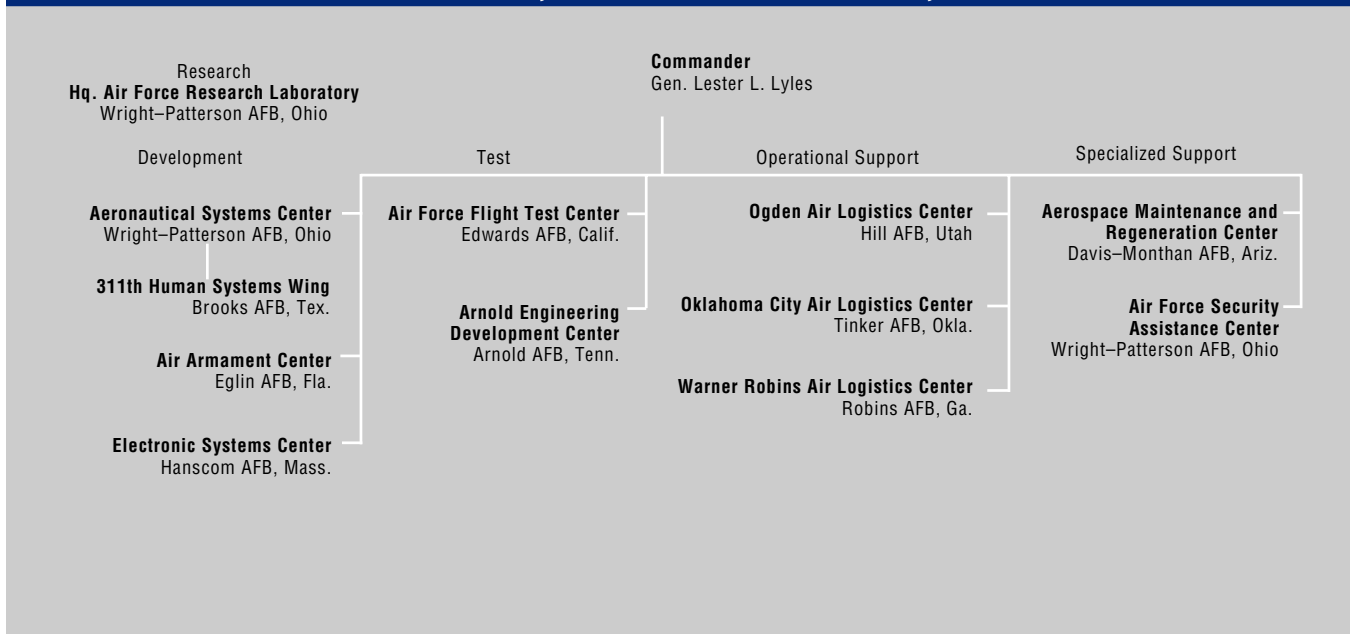 Commander
Gen. Lester L. Lyles
Research
Hq. Air Force Research Laboratory
Wright–Patterson AFB, Ohio
Development
Aeronautical Systems Center
Wright–Patterson AFB, Ohio
311th Human Systems Wing
Brooks AFB, Tex.
Air Armament Center
Eglin AFB, Fla.
Electronic Systems Center
Hanscom AFB, Mass.
Test
Air Force Flight Test Center
Edwards AFB, Calif.
Arnold Engineering
Development Center
Arnold AFB, Tenn.
Operational Support
Ogden Air Logistics Center
Hill AFB, Utah
Oklahoma City Air Logistics Center
Tinker AFB, Okla.
Warner Robins Air Logistics Center
Robins AFB, Ga.
Specialized Support
Aerospace Maintenance and
Regeneration Center
Davis–Monthan AFB, Ariz.
Air Force Security
Assistance Center
Wright–Patterson AFB, Ohio